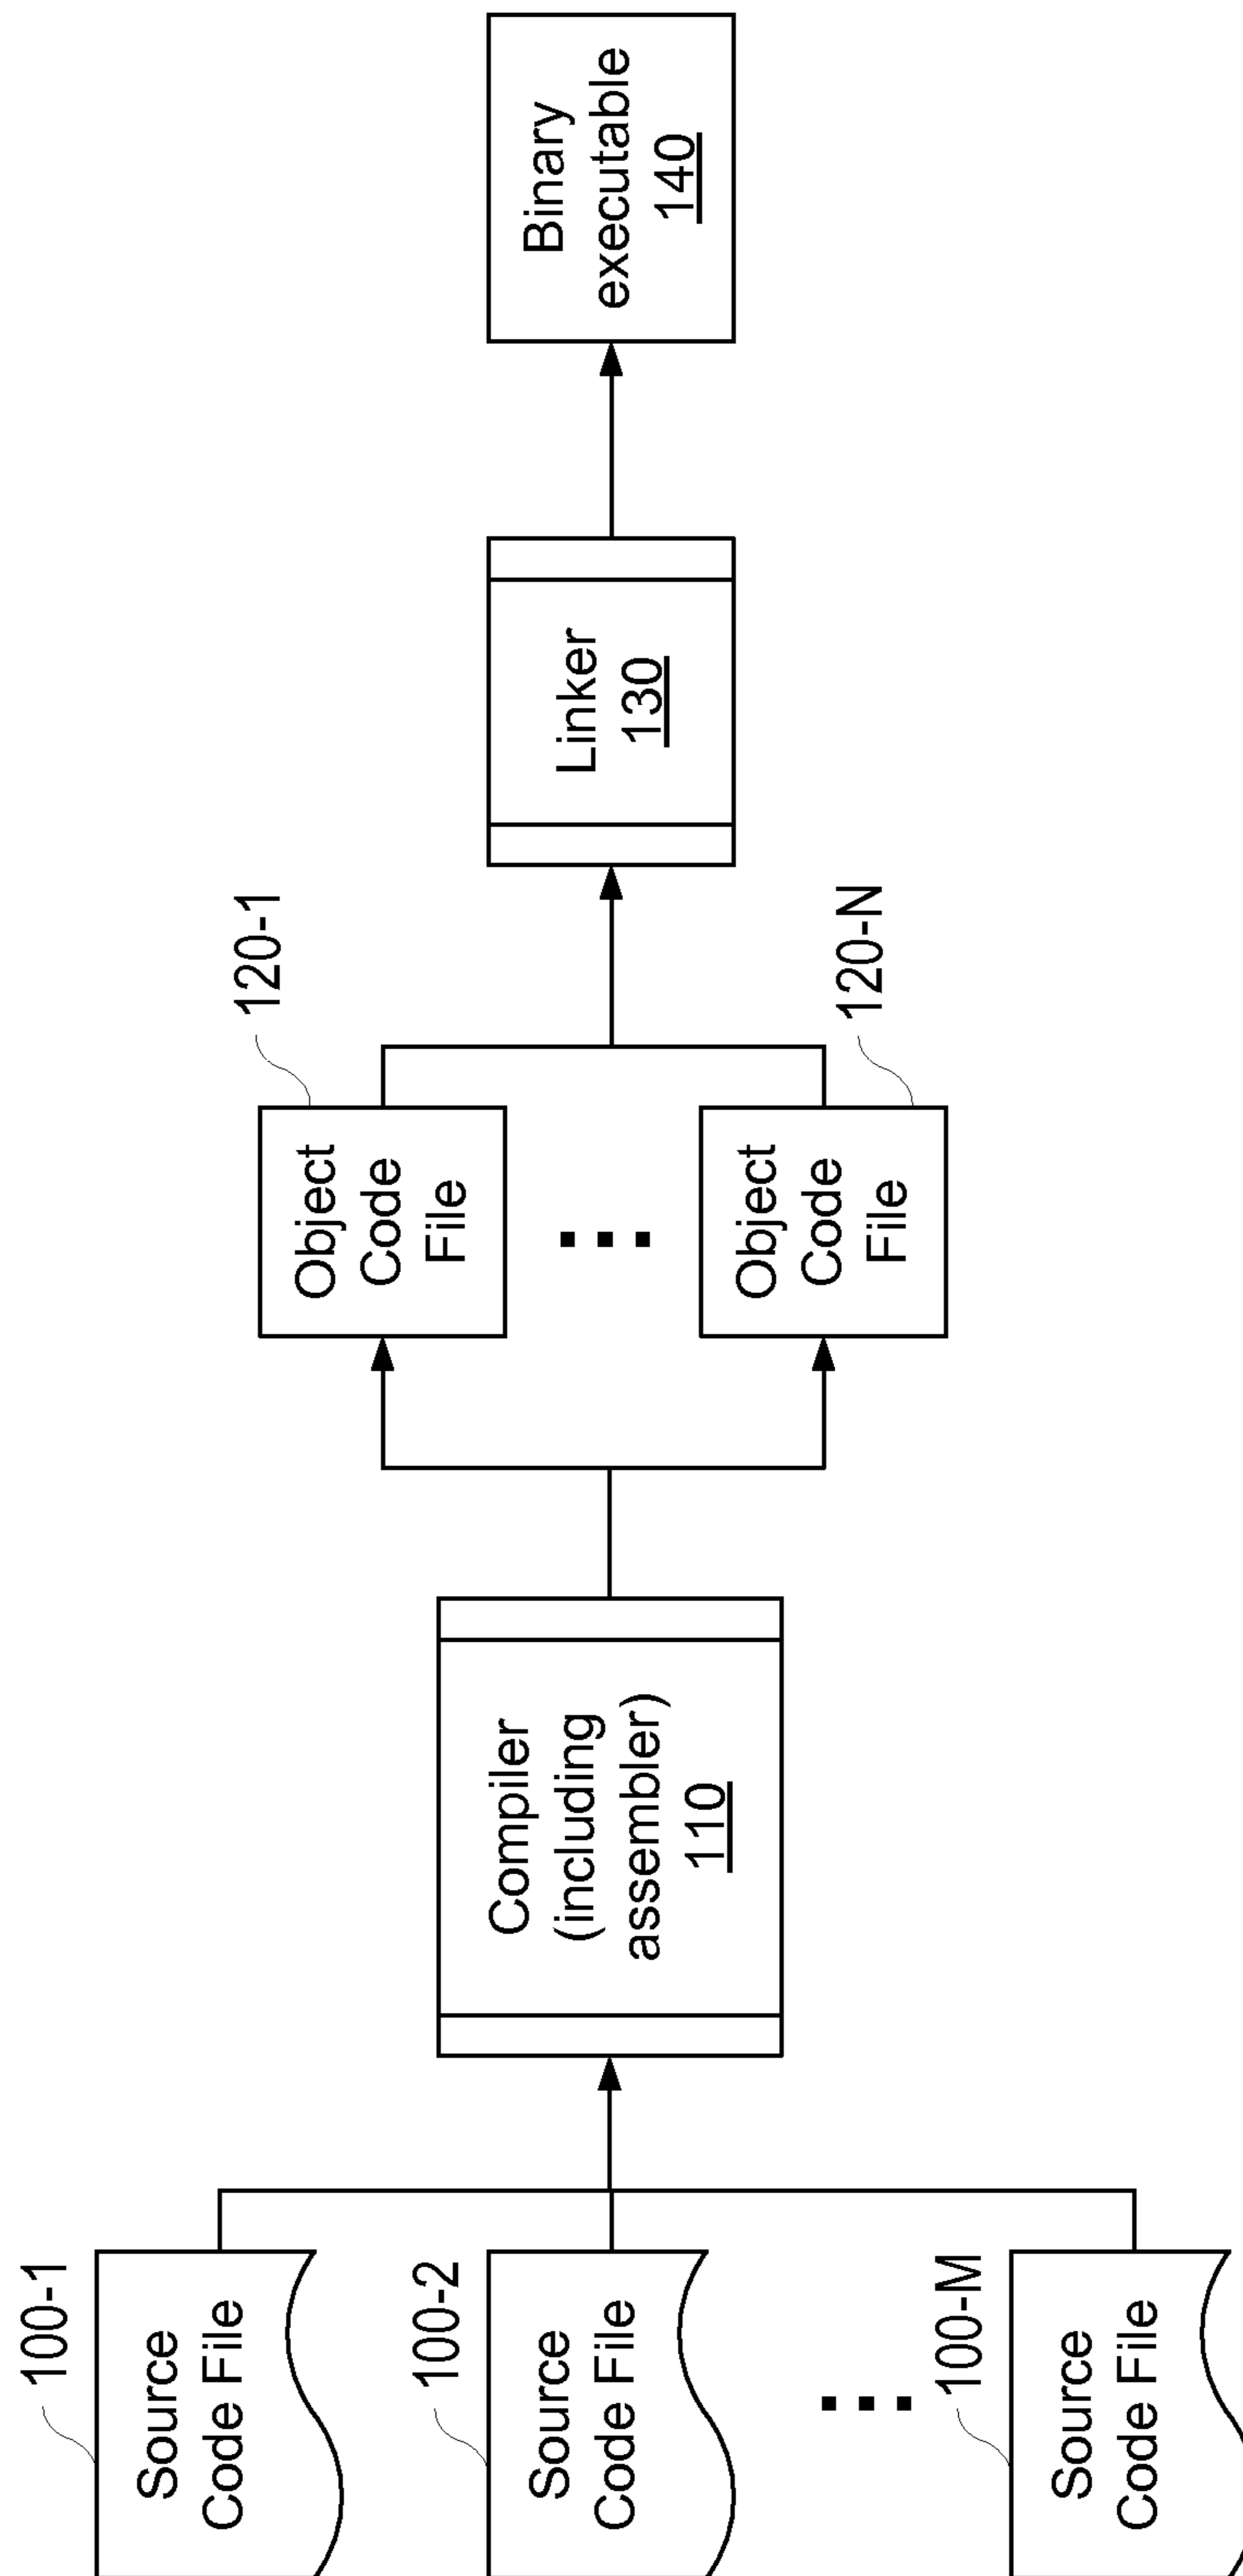 100-1
Source
Code File
100-2
Source
Code File
100-M
Source
Code File
Compiler
(including
assembler)
110
120-1
Object
Code
File
120-N
Object
Code
File
Linker
130
Binary
executable
140